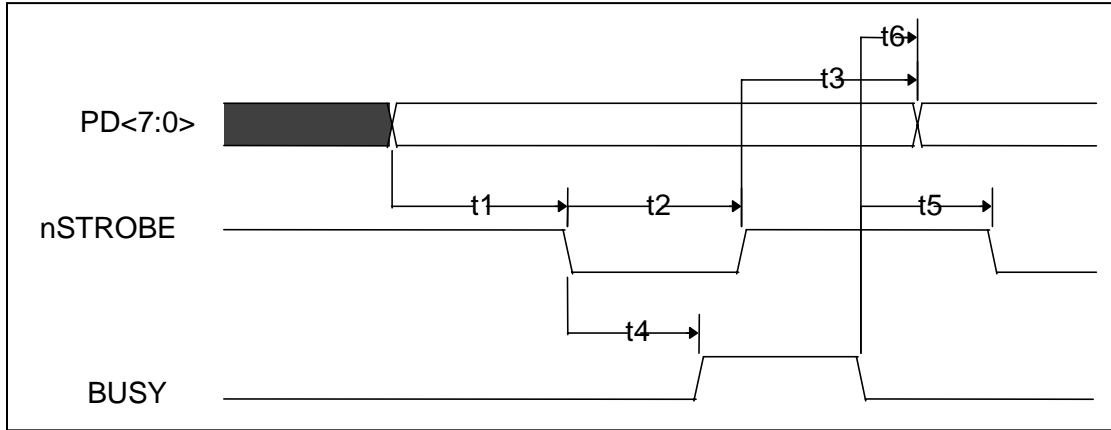 t6
t3
PD<7:0>
t1 t2 t5
nSTROBE
t4
BUSY